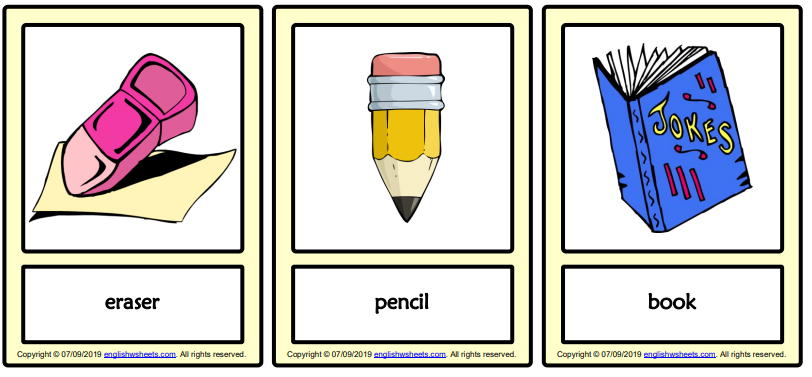 JOKES
eraser
pencil
book
Copyright © 07/09/2019 englishwsheets.com. All rights reserved.
Copyright © 07/09/2019 englishwsheets.com. All rights reserved.
Copyright © 07/09/2019 englishwsheets.com. All rights reserved.